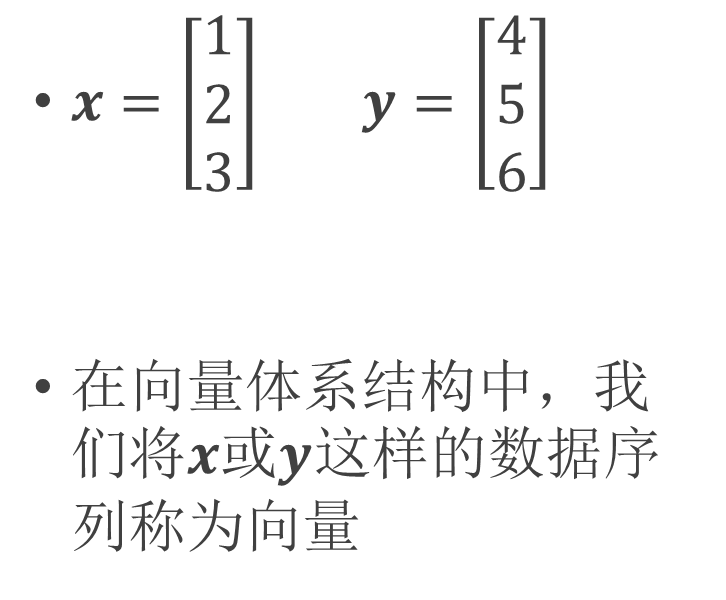 • x = [1 2 3] y = [4 5 6]
• 在向量体系结构中，我
们将x或y这样的数据序
列称为向量